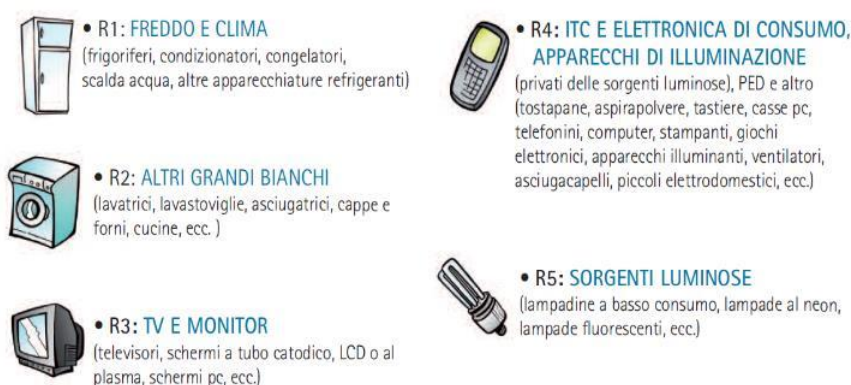 • R1: FREDDO E CLIMA
(frigoriferi, condizionatori, congelatori,
scalda acqua, altre apparecchiature refrigeranti)
• R2: ALTRI GRANDI BIANCHI
(lavatrici, lavastoviglie, asciugatrici, cappe e
forni, cucine, ecc. )
• R3: TV E MONITOR
(televisori, schermi a tubo catodico, LCD o al
plasma, schermi pc, ecc.)
• R4: ITC E ELETTRONICA DI CONSUMO,
APPARECCHI DI ILLUMINAZIONE
(privati delle sorgenti luminose), PED e altro
(tostapane, aspirapolvere, tastiere, casse pc,
telefonini, computer, stampanti, giochi
elettronici, apparecchi illuminanti, ventilatori,
asciugacapelli, piccoli elettrodomestici, ecc.)
• R5: SORGENTI LUMINOSE
(lampadine a basso consumo, lampade al neon,
lampade fluorescenti, ecc.)